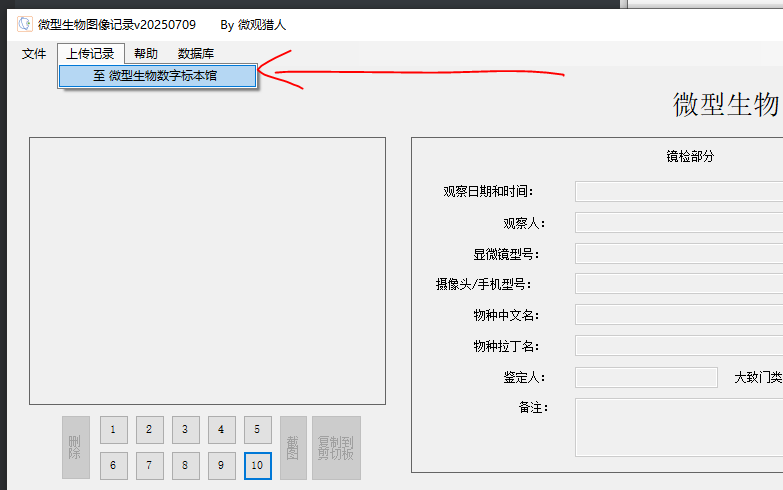 微型生物图像记录v20250709 By 微观猎人
文件 上传记录 帮助 数据库
至 微型生物数字标本馆
微型生物
镜检部分
观察日期和时间：
观察人：
显微镜型号：
摄像头/手机型号：
物种中文名：
物种拉丁名：
鉴定人： 大致门类
备注：
删除
1 2 3 4 5
截图
复制到剪切板
6 7 8 9 10